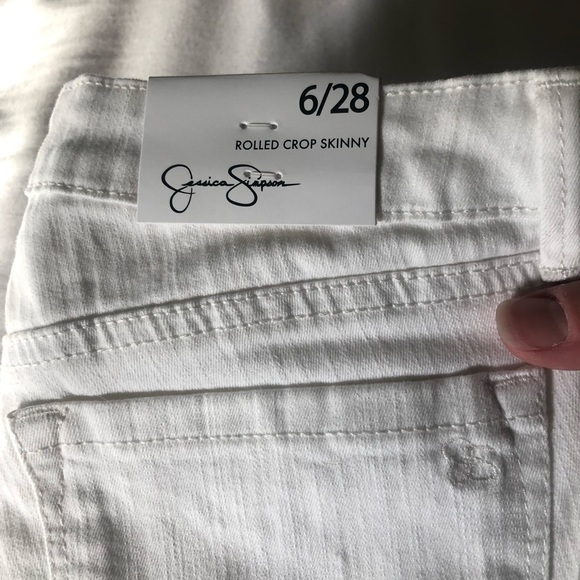 6/28
ROLLED CROP SKINNY
Jessica Simpson